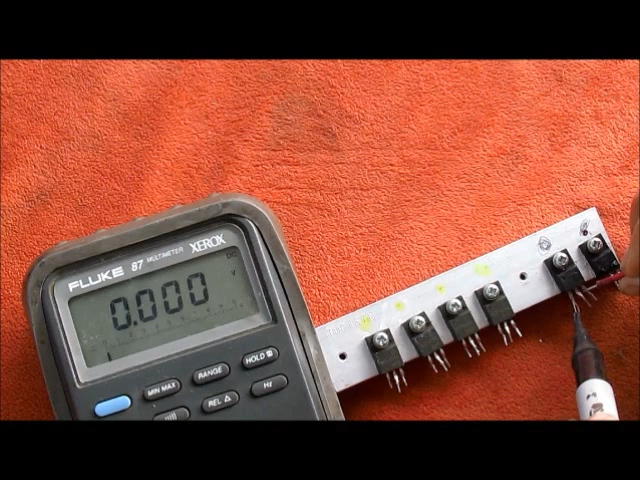 FLUKE 87 MULTIMETER XEROX
DC
V
0.000
MIN MAX
RANGE
HOLD
REL Δ
Hz